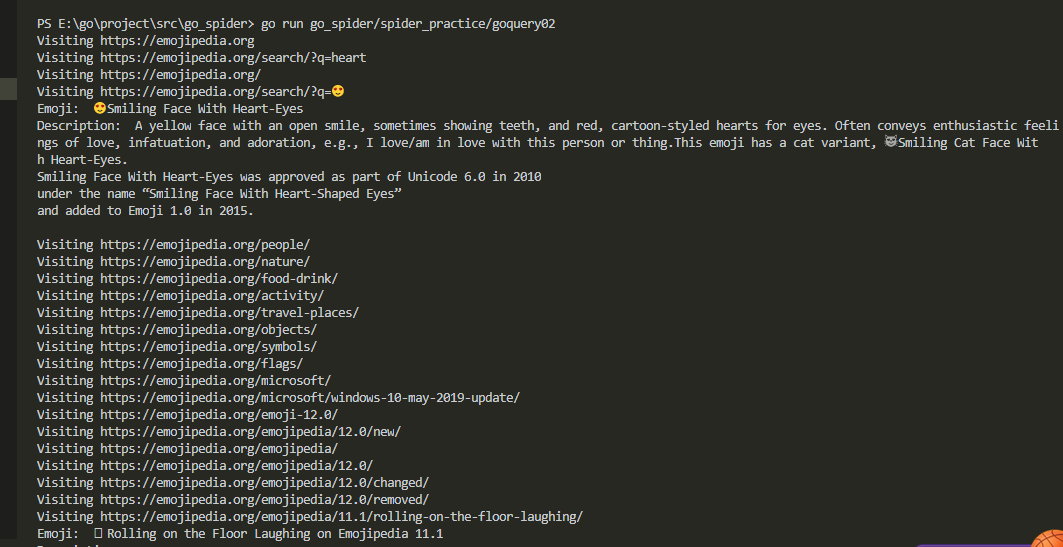 PS E:\go\project\src\go_spider> go run go_spider/spider_practice/goquery02
Visiting https://emojipedia.org
Visiting https://emojipedia.org/search/?q=heart
Visiting https://emojipedia.org/
Visiting https://emojipedia.org/search/?q=😍
Emoji:  😍Smiling Face With Heart-Eyes
Description:  A yellow face with an open smile, sometimes showing teeth, and red, cartoon-styled hearts for eyes. Often conveys enthusiastic feeli
ngs of love, infatuation, and adoration, e.g., I love/am in love with this person or thing.This emoji has a cat variant, 😻Smiling Cat Face Wit
h Heart-Eyes.
Smiling Face With Heart-Eyes was approved as part of Unicode 6.0 in 2010
under the name “Smiling Face With Heart-Shaped Eyes”
and added to Emoji 1.0 in 2015.
Visiting https://emojipedia.org/people/
Visiting https://emojipedia.org/nature/
Visiting https://emojipedia.org/food-drink/
Visiting https://emojipedia.org/activity/
Visiting https://emojipedia.org/travel-places/
Visiting https://emojipedia.org/objects/
Visiting https://emojipedia.org/symbols/
Visiting https://emojipedia.org/flags/
Visiting https://emojipedia.org/microsoft/
Visiting https://emojipedia.org/microsoft/windows-10-may-2019-update/
Visiting https://emojipedia.org/emoji-12.0/
Visiting https://emojipedia.org/emojipedia/12.0/new/
Visiting https://emojipedia.org/emojipedia/
Visiting https://emojipedia.org/emojipedia/12.0/
Visiting https://emojipedia.org/emojipedia/12.0/changed/
Visiting https://emojipedia.org/emojipedia/12.0/removed/
Visiting https://emojipedia.org/emojipedia/11.1/rolling-on-the-floor-laughing/
Emoji:  Rolling on the Floor Laughing on Emojipedia 11.1